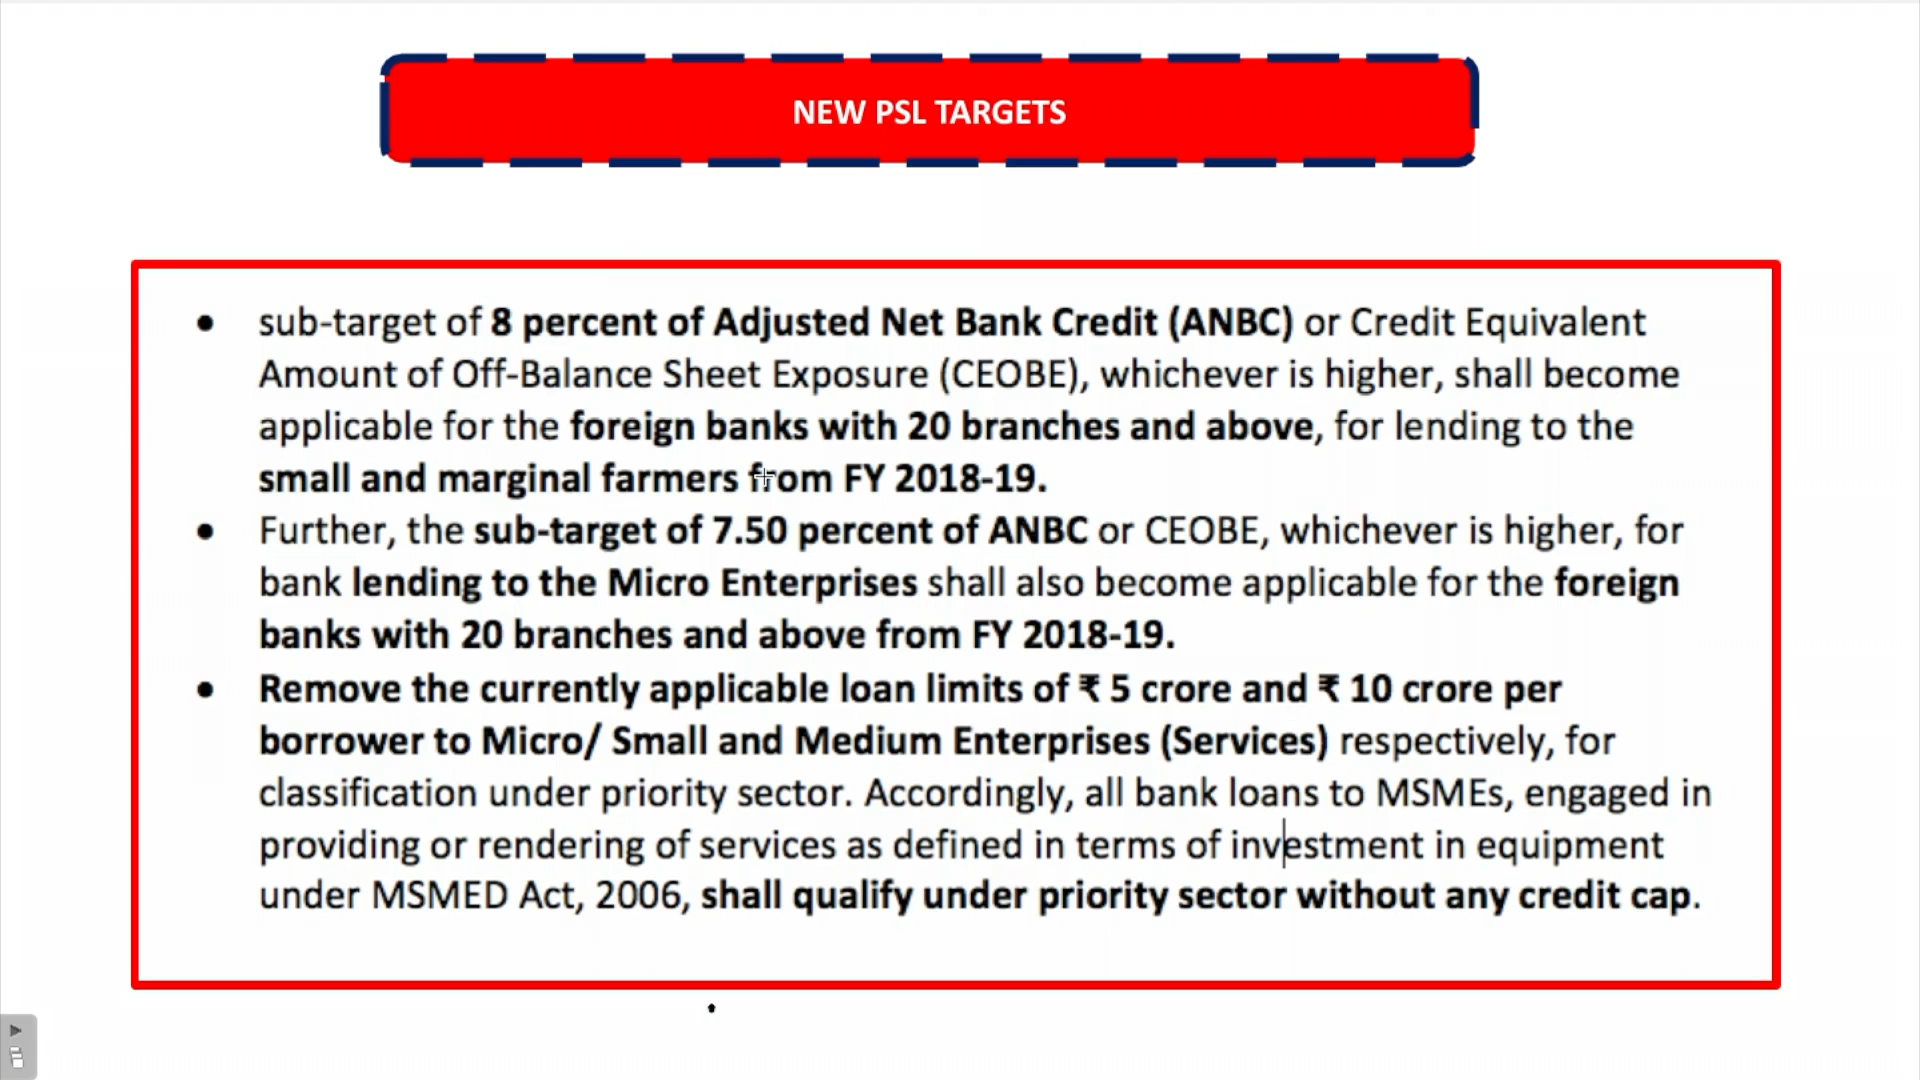 NEW PSL TARGETS
• sub-target of 8 percent of Adjusted Net Bank Credit (ANBC) or Credit Equivalent
Amount of Off-Balance Sheet Exposure (CEOBE), whichever is higher, shall become
applicable for the foreign banks with 20 branches and above, for lending to the
small and marginal farmers from FY 2018-19.
• Further, the sub-target of 7.50 percent of ANBC or CEOBE, whichever is higher, for
bank lending to the Micro Enterprises shall also become applicable for the foreign
banks with 20 branches and above from FY 2018-19.
• Remove the currently applicable loan limits of ₹ 5 crore and ₹ 10 crore per
borrower to Micro/ Small and Medium Enterprises (Services) respectively, for
classification under priority sector. Accordingly, all bank loans to MSMEs, engaged in
providing or rendering of services as defined in terms of investment in equipment
under MSMED Act, 2006, shall qualify under priority sector without any credit cap.